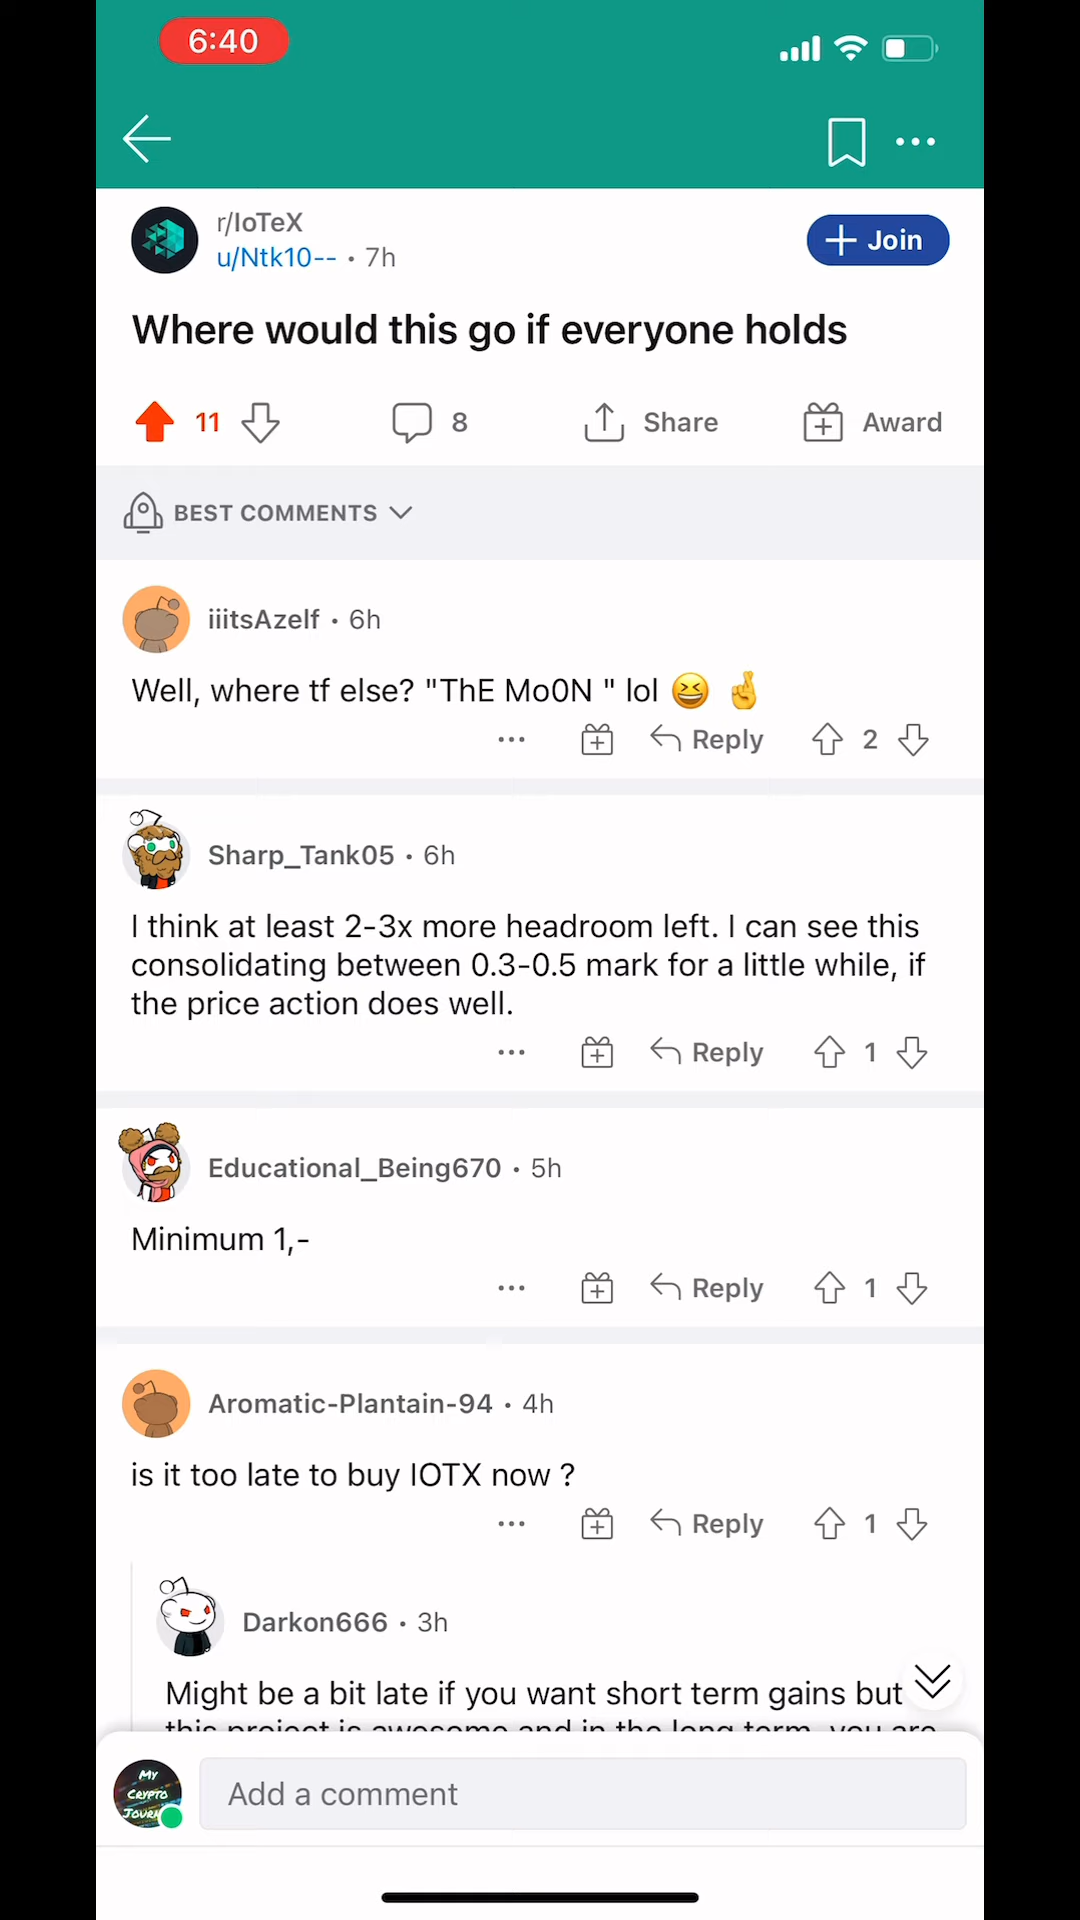 6:40
r/IoTeX
u/Ntk10-- • 7h
Join
Where would this go if everyone holds
11
8
Share
Award
BEST COMMENTS
iiitsAzelf • 6h
Well, where tf else? "ThE Mo0N " lol 😆 🤞
... Reply 2
Sharp_Tank05 • 6h
I think at least 2-3x more headroom left. I can see this
consolidating between 0.3-0.5 mark for a little while, if
the price action does well.
... Reply 1
Educational_Being670 • 5h
Minimum 1,-
... Reply 1
Aromatic-Plantain-94 • 4h
is it too late to buy IOTX now ?
... Reply 1
Darkon666 • 3h
Might be a bit late if you want short term gains but
this project is awesome and in the long term, you are
MY
CRYPTO
JOURN
Add a comment